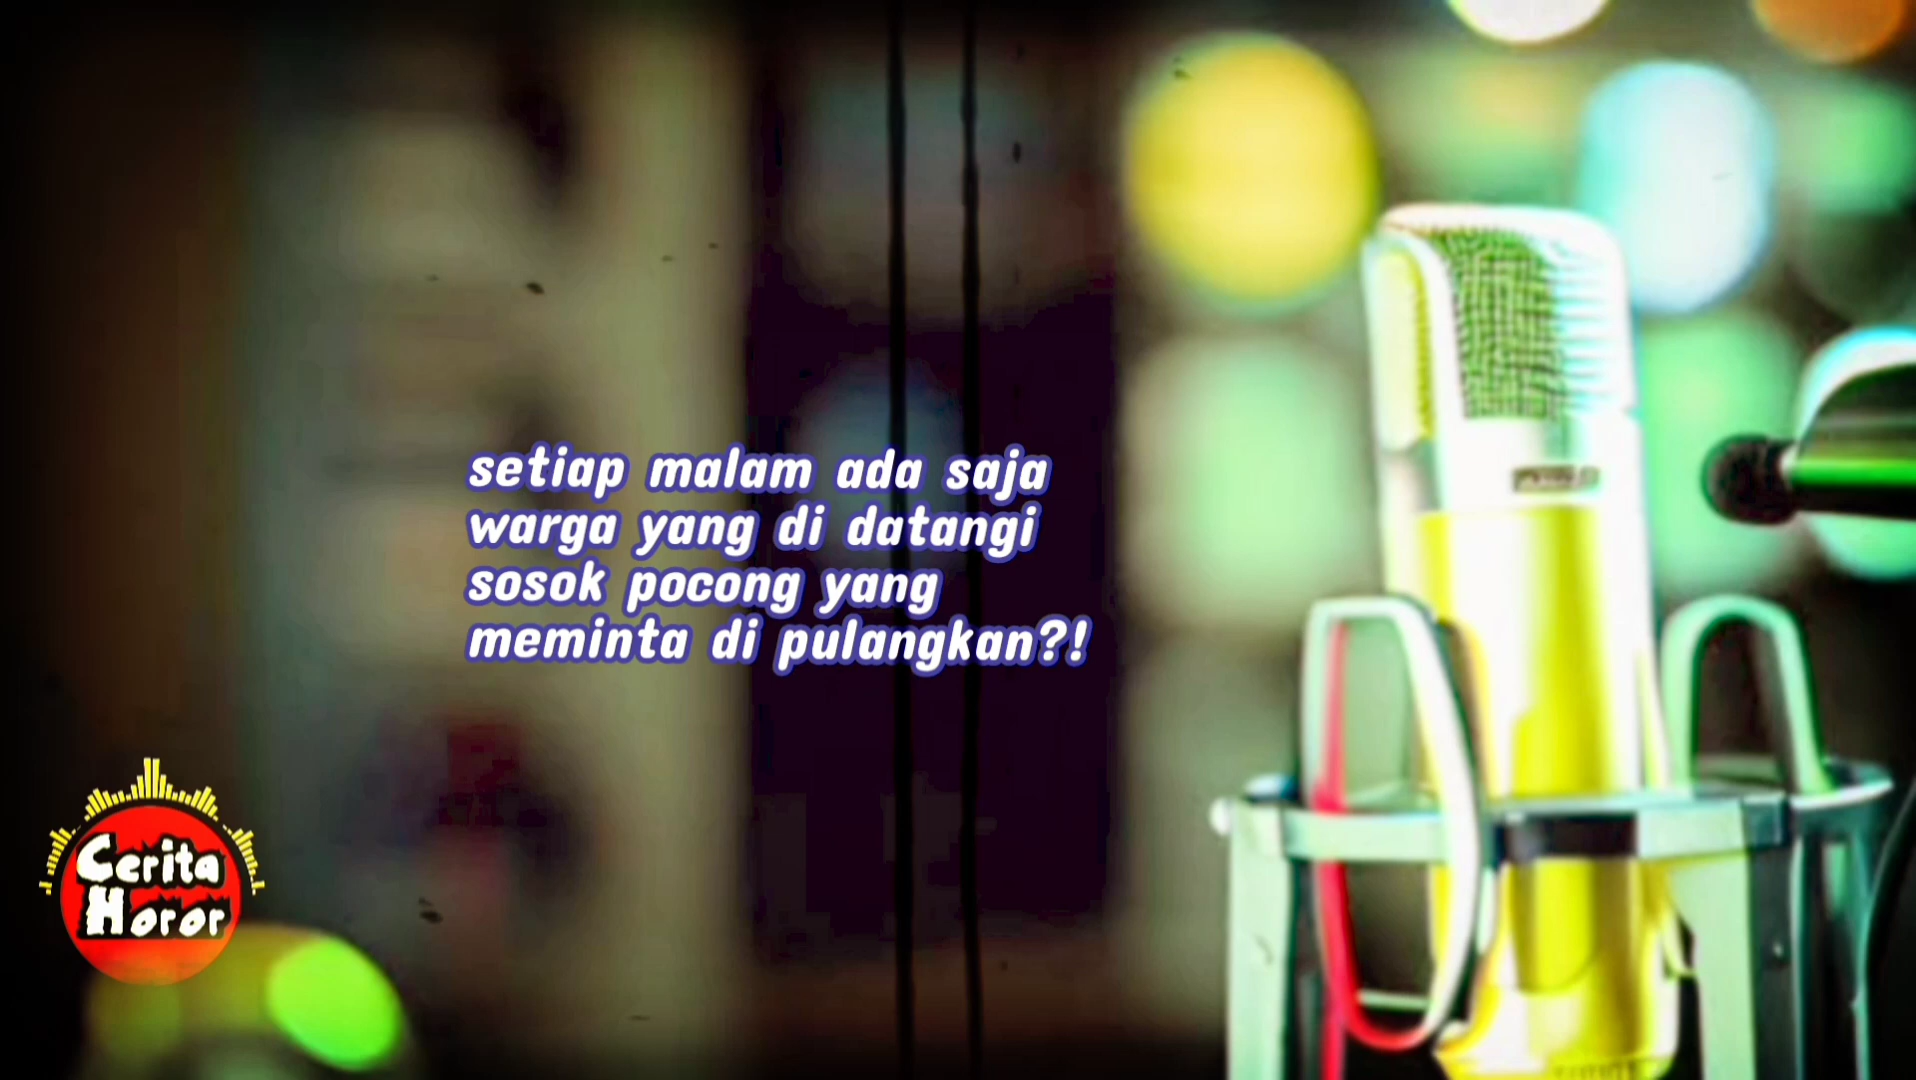 setiap malam ada saja
warga yang di datangi
sosok pocong yang
meminta di pulangkan?!
Cerita
Horor